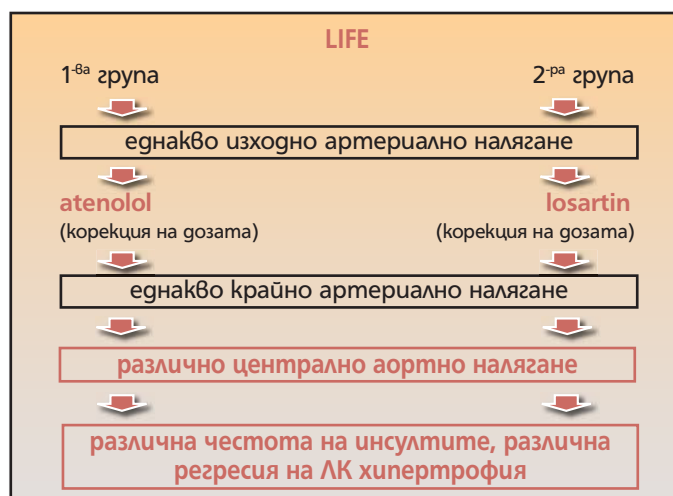 LIFE
1-ва група 2-ра група
еднакво изходно артериално налягане
atenolol losartin
(корекция на дозата) (корекция на дозата)
еднакво крайно артериално налягане
различно централно аортно налягане
различна честота на инсултите, различна
регресия на ЛК хипертрофия